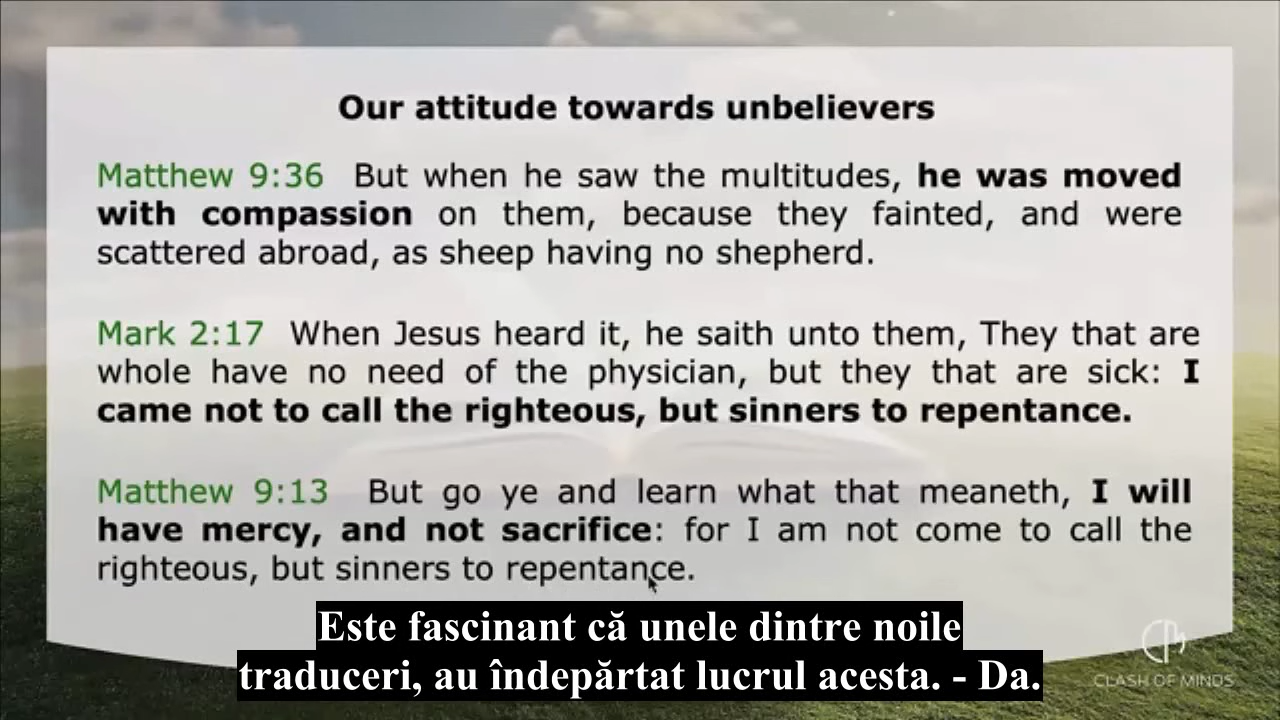 Our attitude towards unbelievers
Matthew 9:36 But when he saw the multitudes, he was moved
with compassion on them, because they fainted, and were
scattered abroad, as sheep having no shepherd.
Mark 2:17 When Jesus heard it, he saith unto them, They that are
whole have no need of the physician, but they that are sick: I
came not to call the righteous, but sinners to repentance.
Matthew 9:13 But go ye and learn what that meaneth, I will
have mercy, and not sacrifice: for I am not come to call the
righteous, but sinners to repentance.
Este fascinant că unele dintre noile
traduceri, au îndepărtat lucrul acesta. - Da.
CLASH OF MINDS